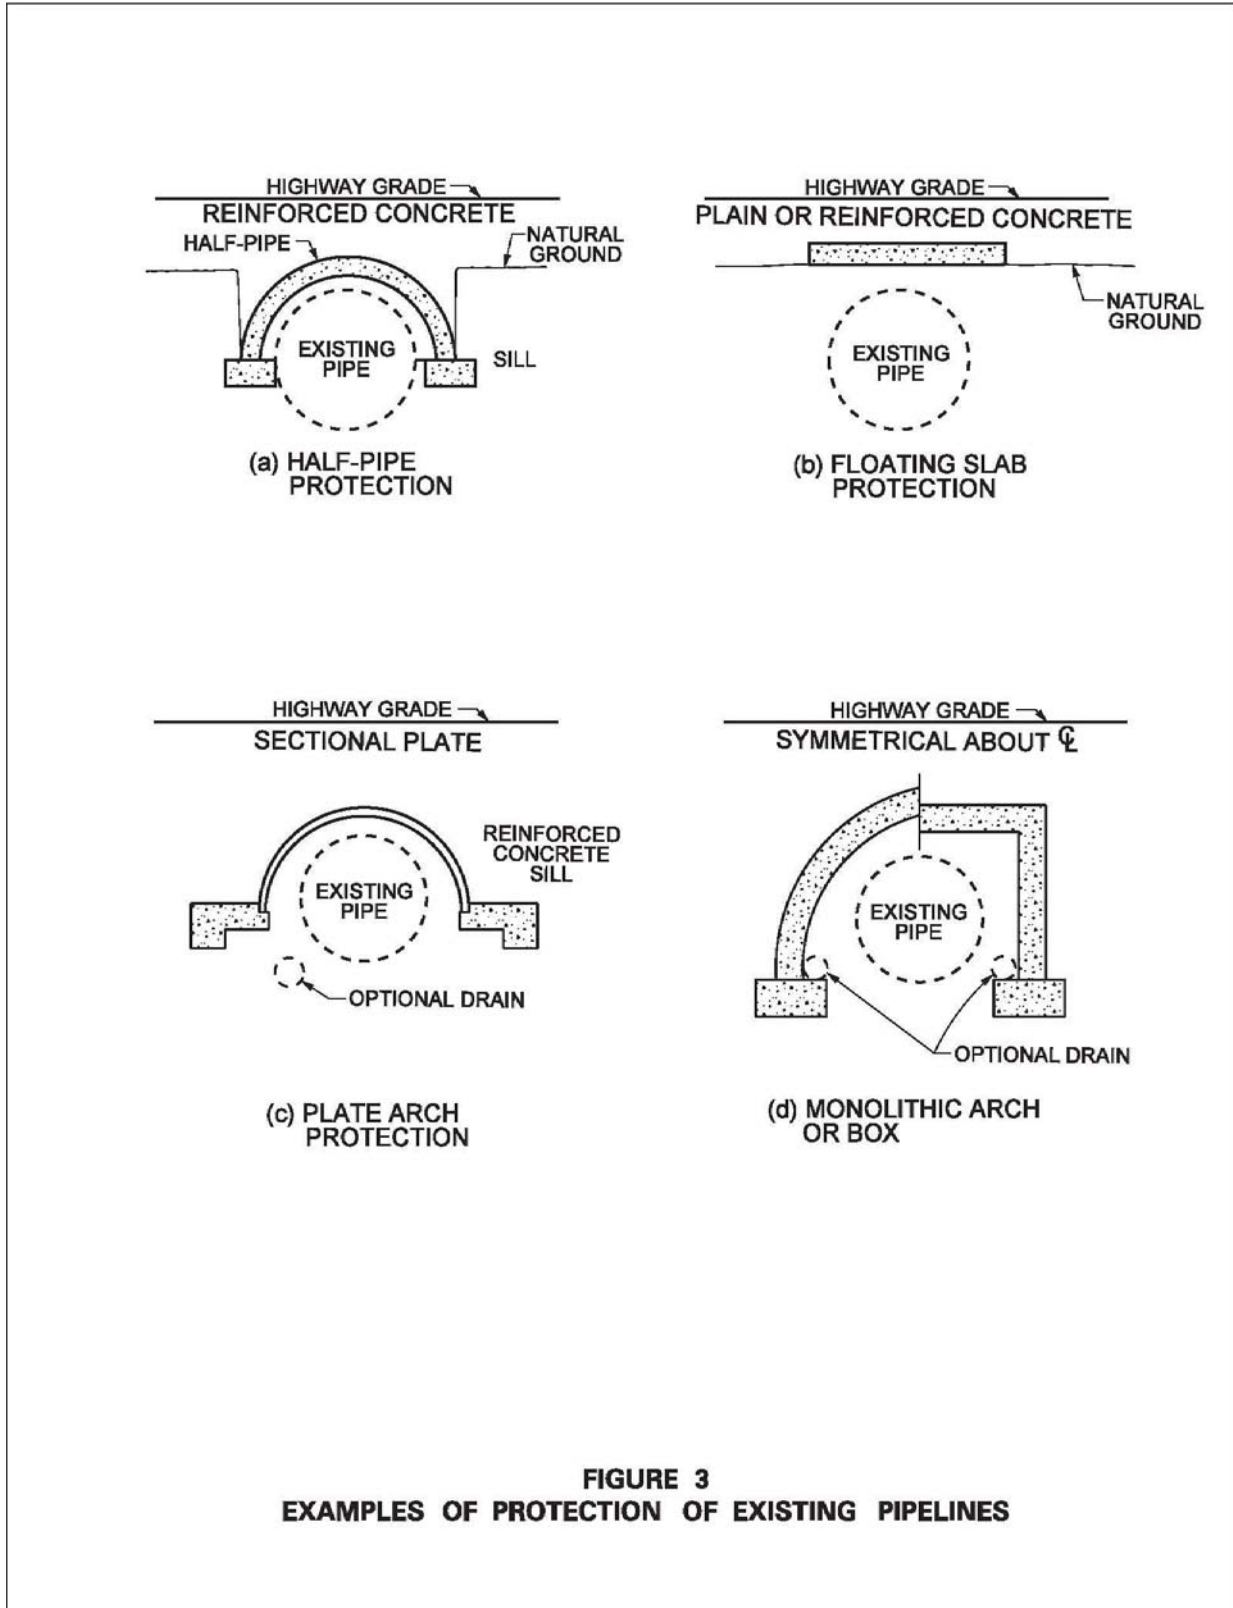 HIGHWAY GRADE
REINFORCED CONCRETE
HALF-PIPE
NATURAL
GROUND
EXISTING
PIPE
SILL
(a) HALF-PIPE
PROTECTION
HIGHWAY GRADE
PLAIN OR REINFORCED CONCRETE
NATURAL
GROUND
EXISTING
PIPE
(b) FLOATING SLAB
PROTECTION
HIGHWAY GRADE
SECTIONAL PLATE
REINFORCED
CONCRETE
SILL
EXISTING
PIPE
OPTIONAL DRAIN
(c) PLATE ARCH
PROTECTION
HIGHWAY GRADE
SYMMETRICAL ABOUT ℄
EXISTING
PIPE
OPTIONAL DRAIN
(d) MONOLITHIC ARCH
OR BOX
FIGURE 3
EXAMPLES OF PROTECTION OF EXISTING PIPELINES